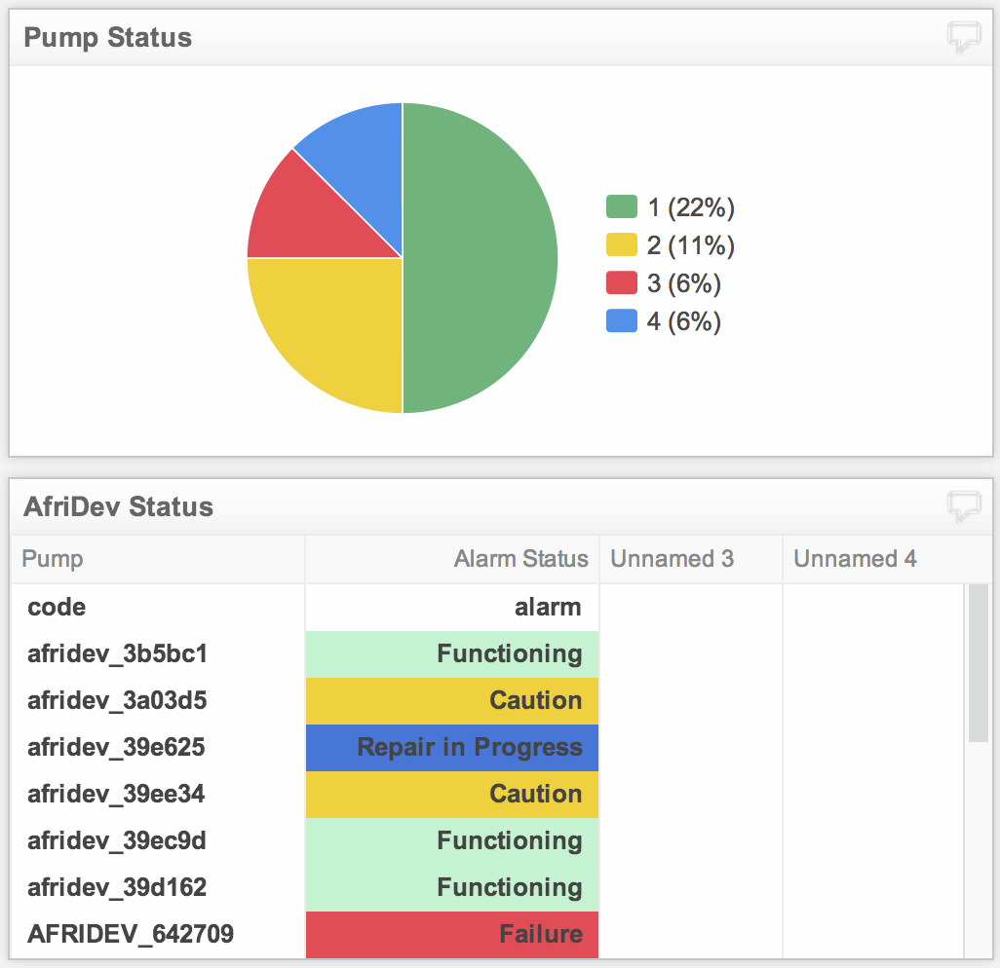 Pump Status
1 (22%)
2 (11%)
3 (6%)
4 (6%)
AfriDev Status
Pump Alarm Status Unnamed 3 Unnamed 4
code alarm
afridev_3b5bc1 Functioning
afridev_3a03d5 Caution
afridev_39e625 Repair in Progress
afridev_39ee34 Caution
afridev_39ec9d Functioning
afridev_39d162 Functioning
AFRIDEV_642709 Failure